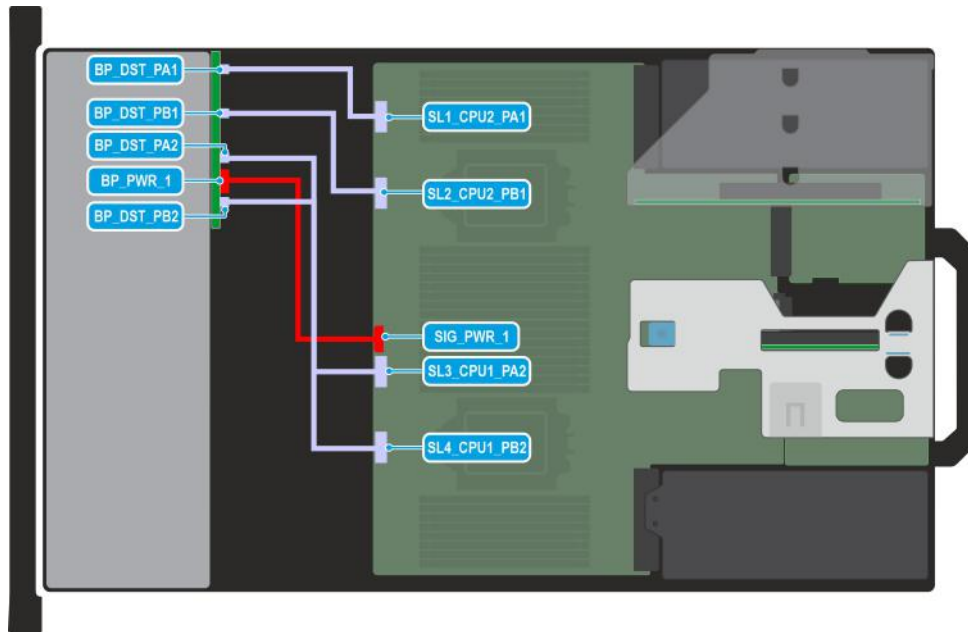 BP_DST_PA1
BP_DST_PB1
BP_DST_PA2
BP_PWR_1
BP_DST_PB2
SL1_CPU2_PA1
SL2_CPU2_PB1
SIG_PWR_1
SL3_CPU1_PA2
SL4_CPU1_PB2